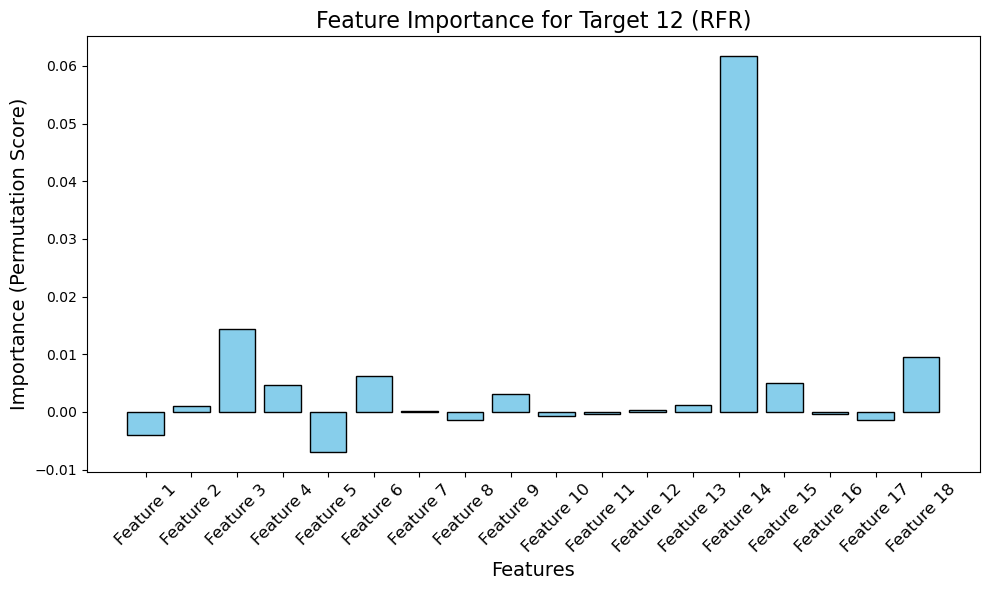 Feature Importance for Target 12 (RFR)
Importance (Permutation Score)
0.06
0.05
0.04
0.03
0.02
0.01
0.00
−0.01
Feature 1
Feature 2
Feature 3
Feature 4
Feature 5
Feature 6
Feature 7
Feature 8
Feature 9
Feature 10
Feature 11
Feature 12
Feature 13
Feature 14
Feature 15
Feature 16
Feature 17
Feature 18
Features